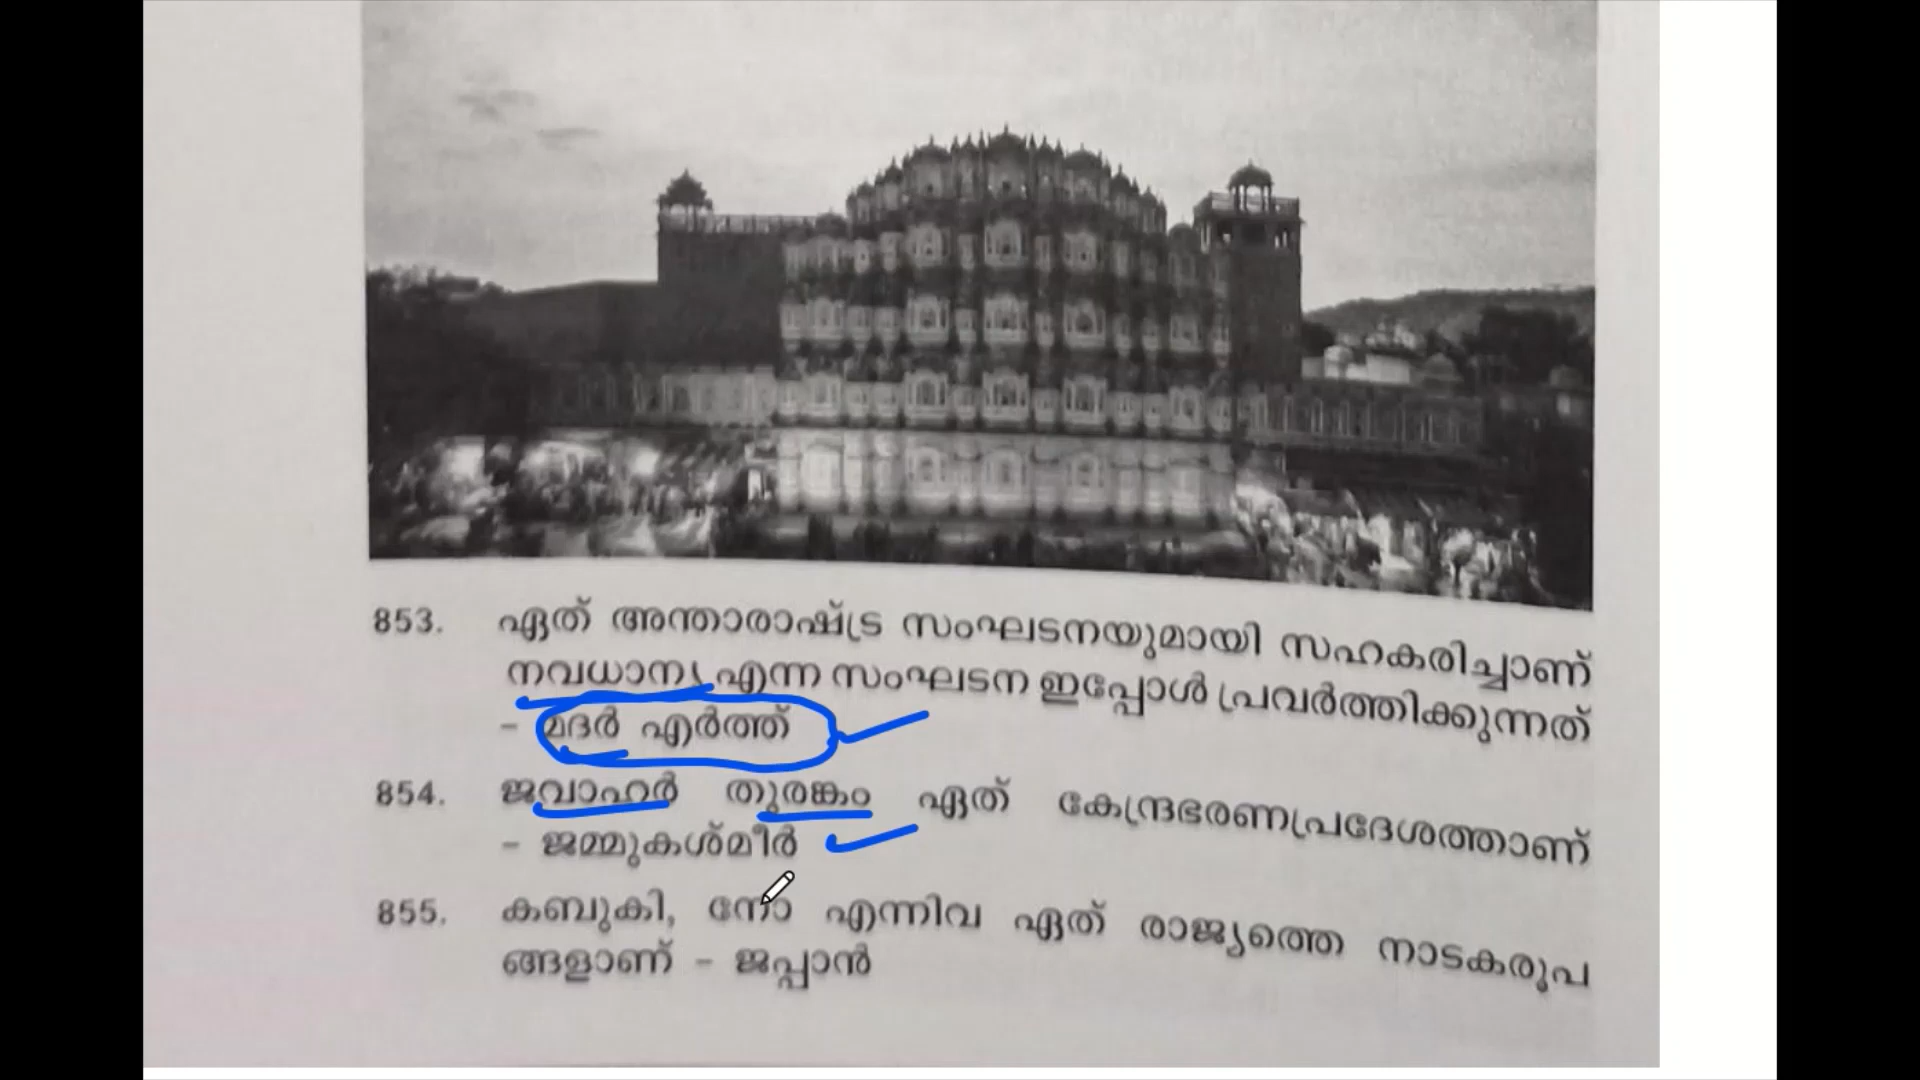 853. ഏത് അന്താരാഷ്ട്ര സംഘടനയുമായി സഹകരിച്ചാണ്
നവധാന്യ എന്ന സംഘടന ഇപ്പോൾ പ്രവർത്തിക്കുന്നത്
- മദർ എർത്ത്
854. ജവാഹർ തുരങ്കം ഏത് കേന്ദ്രഭരണപ്രദേശത്താണ്
- ജമ്മുകശ്മീർ
855. കബുകി, നോ എന്നിവ ഏത് രാജ്യത്തെ നാടകരൂപ
ങ്ങളാണ് - ജപ്പാൻ